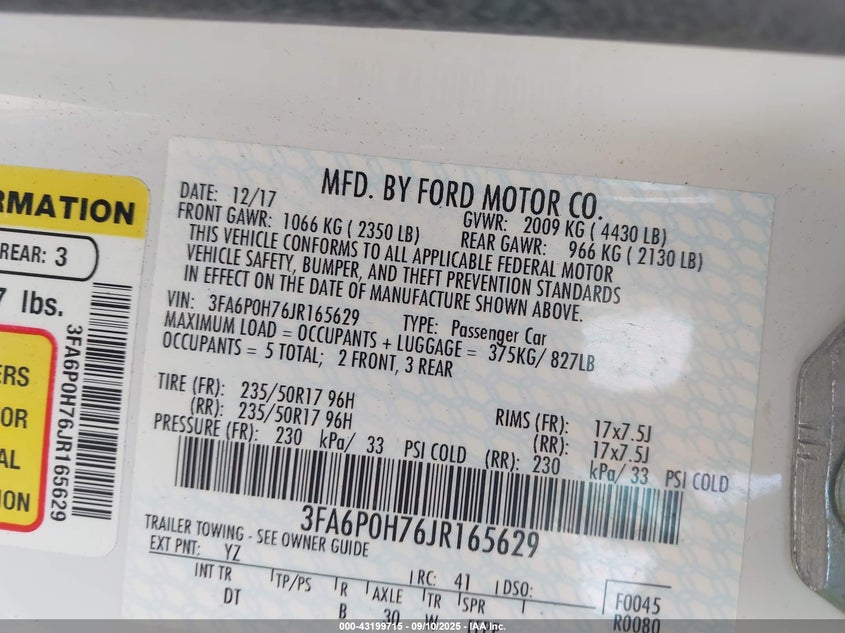 RMATION
REAR: 3
7 lbs.
3FA6P0H76JR165629
ERS
OR
AL
ION
MFD. BY FORD MOTOR CO.
DATE: 12/17
GVWR: 2009 KG ( 4430 LB)
FRONT GAWR: 1066 KG ( 2350 LB)
REAR GAWR: 966 KG ( 2130 LB)
THIS VEHICLE CONFORMS TO ALL APPLICABLE FEDERAL MOTOR
VEHICLE SAFETY, BUMPER, AND THEFT PREVENTION STANDARDS
IN EFFECT ON THE DATE OF MANUFACTURE SHOWN ABOVE.
VIN: 3FA6P0H76JR165629 TYPE: Passenger Car
MAXIMUM LOAD = OCCUPANTS + LUGGAGE = 375KG/ 827LB
OCCUPANTS = 5 TOTAL; 2 FRONT, 3 REAR
TIRE (FR): 235/50R17 96H RIMS (FR): 17x7.5J
(RR): 235/50R17 96H (RR): 17x7.5J
PRESSURE (FR): 230 kPa/ 33 PSI COLD (RR): 230 kPa/ 33 PSI COLD
3FA6P0H76JR165629
TRAILER TOWING - SEE OWNER GUIDE
EXT PNT: YZ RC: 41 DSO: F0045
INT TR TP/PS R AXLE TR SPR R0080
DT B 30 W
000-43199715 - 09/10/2025 - IAA Inc.